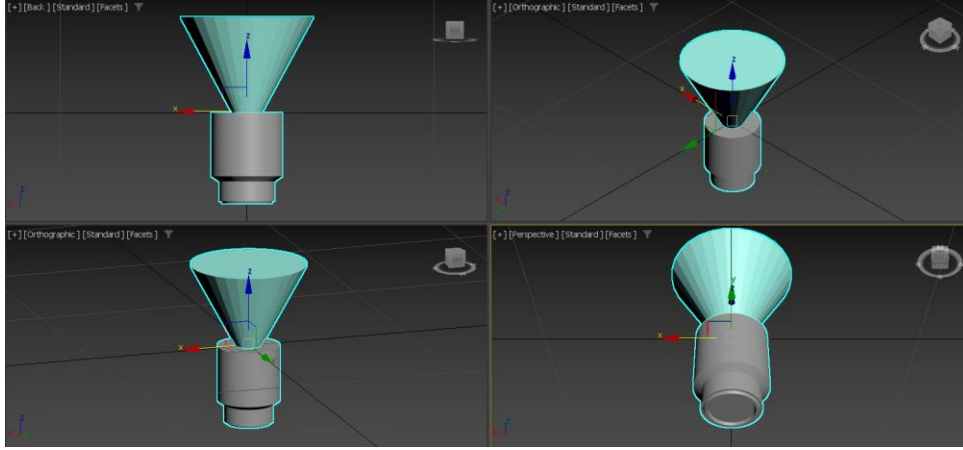 [+] [Back] [Standard] [Facets]
[+] [Orthographic] [Standard] [Facets]
z
x
z
x
[+] [Orthographic] [Standard] [Facets]
[+] [Perspective] [Standard] [Facets]
z
x
y
x